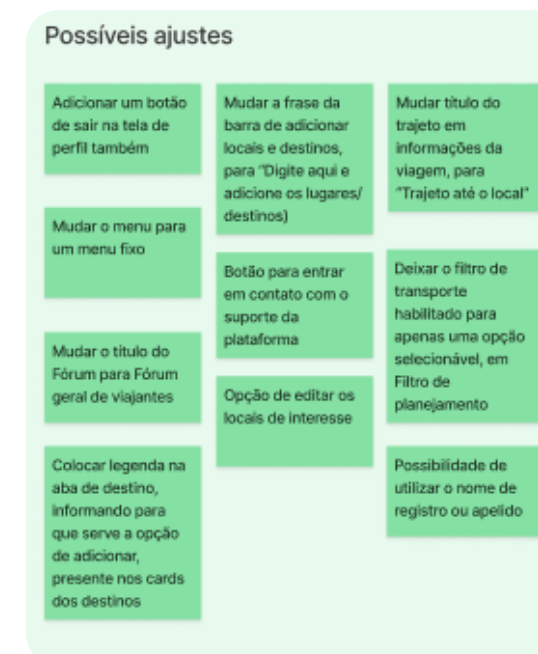 Possíveis ajustes
Adicionar um botão
de sair na tela de
perfil também
Mudar o menu para
um menu fixo
Mudar o título do
Fórum para Fórum
geral de viajantes
Colocar legenda na
aba de destino,
informando para
que serve a opção
de adicionar,
presente nos cards
dos destinos
Mudar a frase da
barra de adicionar
locais e destinos,
para "Digite aqui e
adicione os lugares/
destinos)
Botão para entrar
em contato com o
suporte da
plataforma
Opção de editar os
locais de interesse
Mudar título do
trajeto em
informações da
viagem, para
"Trajeto até o local"
Deixar o filtro de
transporte
habilitado para
apenas uma opção
selecionável, em
Filtro de
planejamento
Possibilidade de
utilizar o nome de
registro ou apelido